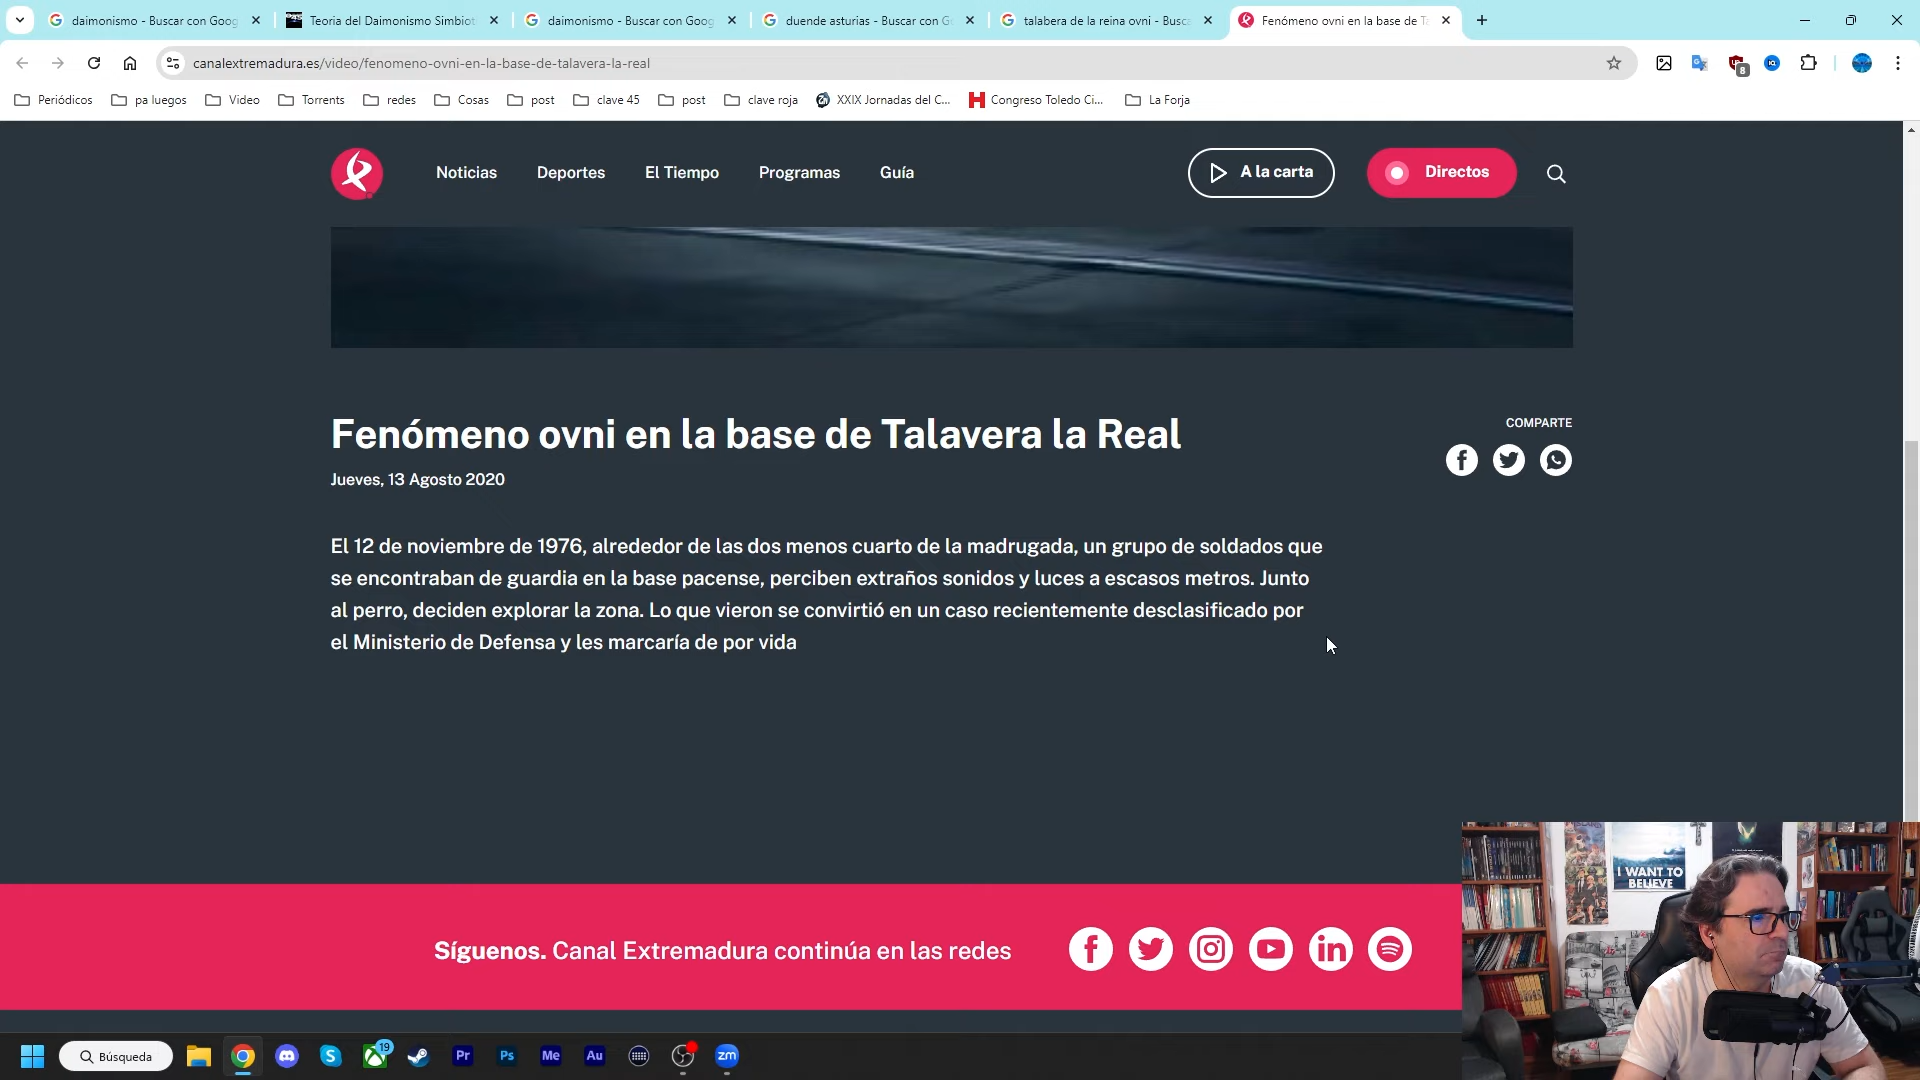 daimonismo - Buscar con Goog
Teoria del Daimonismo Simbiot
daimonismo - Buscar con Goog
duende asturias - Buscar con G
talabera de la reina ovni - Busc
Fenómeno ovni en la base de T
canalextremadura.es/video/fenomeno-ovni-en-la-base-de-talavera-la-real
8
Periódicos
pa luegos
Video
Torrents
redes
Cosas
post
clave 45
post
clave roja
XXIX Jornadas del C...
Congreso Toledo Ci...
La Forja
Noticias
Deportes
El Tiempo
Programas
Guía
A la carta
Directos
Fenómeno ovni en la base de Talavera la Real
COMPARTE
Jueves, 13 Agosto 2020
El 12 de noviembre de 1976, alrededor de las dos menos cuarto de la madrugada, un grupo de soldados que
se encontraban de guardia en la base pacense, perciben extraños sonidos y luces a escasos metros. Junto
al perro, deciden explorar la zona. Lo que vieron se convirtió en un caso recientemente desclasificado por
el Ministerio de Defensa y les marcaría de por vida
Síguenos. Canal Extremadura continúa en las redes
I WANT TO
BELIEVE
Búsqueda
19
Pr
Ps
Me
Au
zm